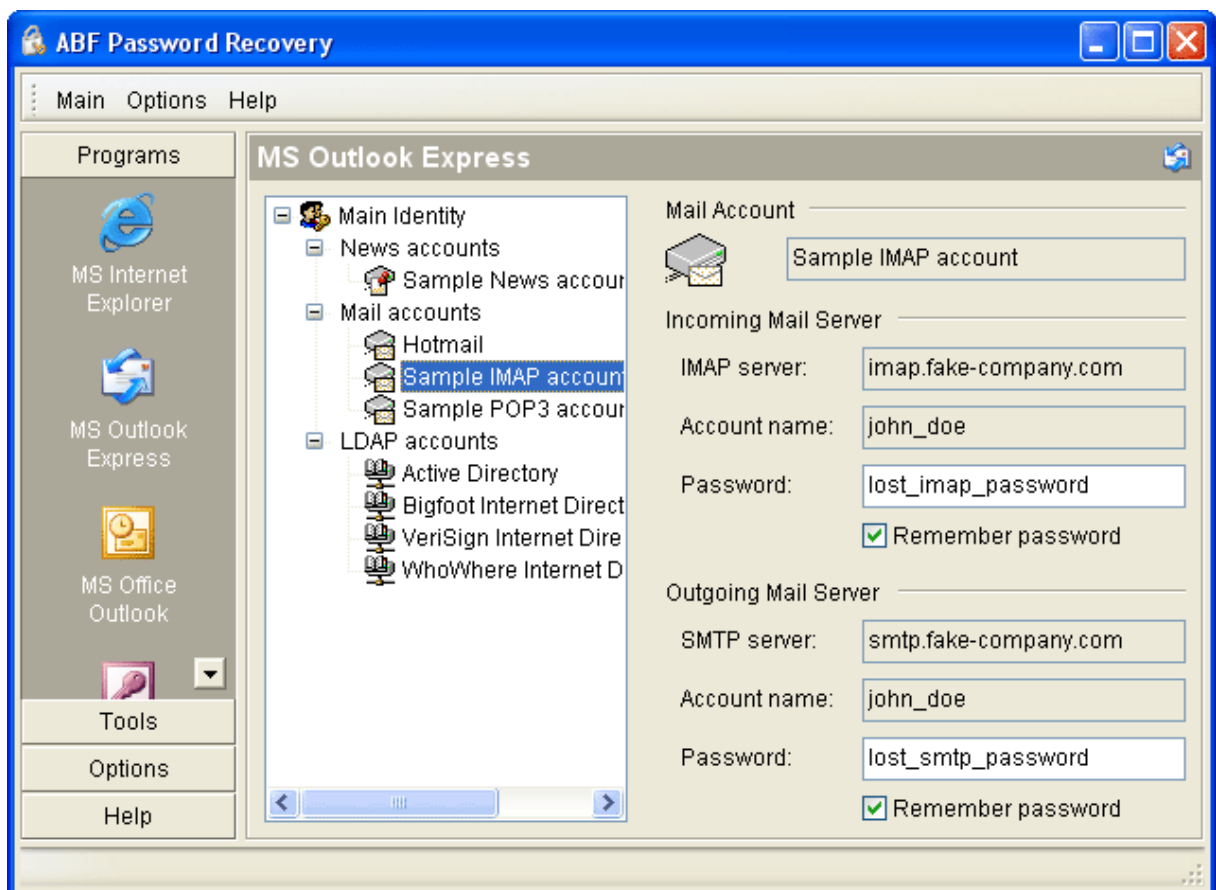 ABF Password Recovery
Main Options Help
Programs
MS Internet
Explorer
MS Outlook
Express
MS Office
Outlook
Tools
Options
Help
MS Outlook Express
Main Identity
News accounts
Sample News accour
Mail accounts
Hotmail
Sample IMAP account
Sample POP3 accour
LDAP accounts
Active Directory
Bigfoot Internet Direct
VeriSign Internet Dire
WhoWhere Internet D
Mail Account
Sample IMAP account
Incoming Mail Server
IMAP server: imap.fake-company.com
Account name: john_doe
Password: lost_imap_password
Remember password
Outgoing Mail Server
SMTP server: smtp.fake-company.com
Account name: john_doe
Password: lost_smtp_password
Remember password